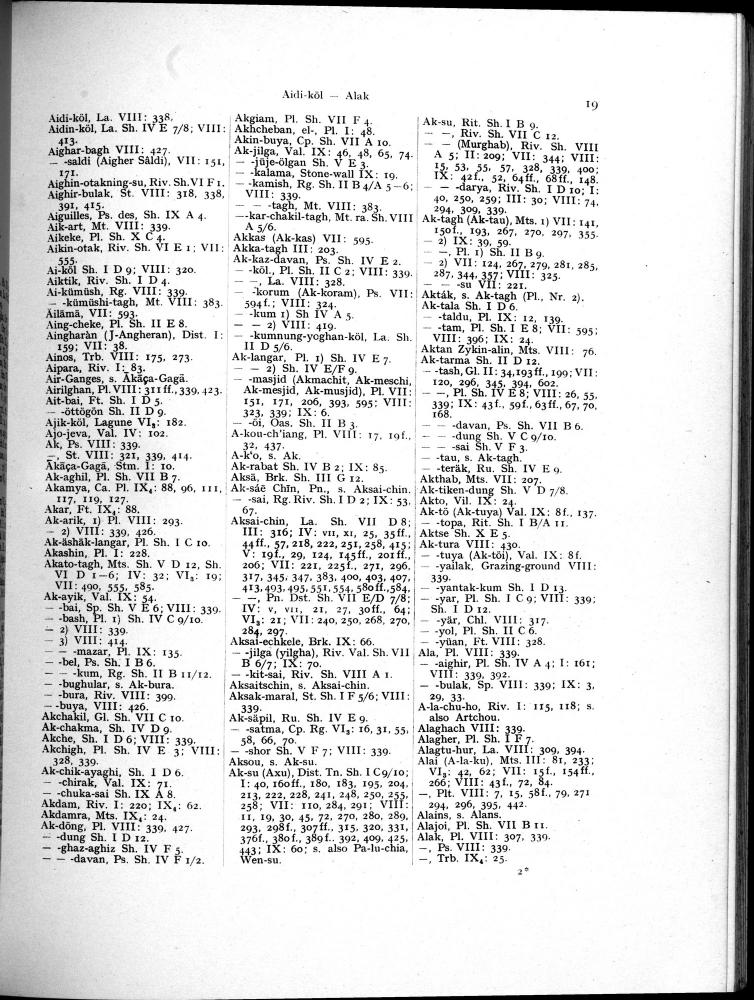 Aidi-köl — Alak
19
Aidi-köl, La. VIII: 338.
Aidin-köl, La. Sh. IV E 7/8; VIII:
413.
Aighar-bagh VIII: 427.
— -saldi (Aigher Sâldi), VII: 151,
171.
Aighin-otakning-su, Riv. Sh. VI F 1.
Aighir-bulak, St. VIII: 318, 338,
391, 415.
Aiguilles, Ps. des, Sh. IX A 4.
Aik-art, Mt. VIII: 339.
Aikeke, Pl. Sh. X C 4.
Aikin-otak, Riv. Sh. VI E 1; VII:
555.
Ai-köl Sh. I D 9; VIII: 320.
Aiktik, Riv. Sh. I D 4.
Ai-kümüsh, Rg. VIII: 339.
— -kümüshi-tagh, Mt. VIII: 383.
Ailämä, VII: 593.
Aing-cheke, Pl. Sh. II E 8.
Aingharàn (J-Angheran), Dist. I:
159; VII: 38.
Ainos, Trb. VIII: 175, 273.
Aipara, Riv. I: 83.
Air-Ganges, s. Âkâça-Gagâ.
Airilghan, Pl. VIII: 311 ff., 339, 423.
Ait-bai, Ft. Sh. I D 5.
— -öttögön Sh. II D 9.
Ajik-köl, Lagune VI₂: 182.
Ajo-jeva, Val. IV: 102.
Ak, Ps. VIII: 339.
—, St. VIII: 321, 339, 414.
Âkâça-Gagâ, Stm. I: 10.
Ak-aghil, Pl. Sh. VII B 7.
Akamya, Ca. Pl. IX₄: 88, 96, 111,
117, 119, 127.
Akar, Ft. IX₄: 88.
Ak-arik, 1) Pl. VIII: 293.
— 2) VIII: 339, 426.
Ak-äshäk-langar, Pl. Sh. I C 10.
Akashin, Pl. I: 228.
Akato-tagh, Mts. Sh. V D 12, Sh.
VI D 1—6; IV: 32; VI₂: 19;
VII: 490, 555, 585.
Ak-ayik, Val. IX: 54.
— -bai, Sp. Sh. V E 6; VIII: 339.
— -bash, Pl. 1) Sh. IV C 9/10.
— 2) VIII: 339.
— 3) VIII: 414.
— — -mazar, Pl. IX: 135.
— -bel, Ps. Sh. I B 6.
— — -kum, Rg. Sh. II B 11/12.
— -bughular, s. Ak-bura.
— -bura, Riv. VIII: 399.
— -buya, VIII: 426.
Akchakil, Gl. Sh. VII C 10.
Ak-chakma, Sh. IV D 9.
Akche, Sh. I D 6; VIII: 339.
Akchigh, Pl. Sh. IV E 3; VIII:
328, 339.
Ak-chik-ayaghi, Sh. I D 6.
— -chirak, Val. IX: 71.
— -chuka-sai Sh. IX A 8.
Akdam, Riv. I: 220; IX₄: 62.
Akdamra, Mts. IX₄: 24.
Ak-döng, Pl. VIII: 339, 427.
— -dung Sh. I D 12.
— -ghaz-aghiz Sh. IV F 5.
— — -davan, Ps. Sh. IV F 1/2.
Akgiam, Pl. Sh. VII F 4.
Akhcheban, el-, Pl. I: 48.
Akin-buya, Cp. Sh. VII A 10.
Ak-jilga, Val. IX: 46, 48, 65, 74.
— -jüje-ölgan Sh. V E 3.
— -kalama, Stone-wall IX: 19.
— -kamish, Rg. Sh. II B 4/A 5—6;
VIII: 339.
— — -tagh, Mt. VIII: 383.
— -kar-chakil-tagh, Mt. ra. Sh. VIII
A 5/6.
Akkas (Ak-kas) VII: 595.
Akka-tagh III: 203.
Ak-kaz-davan, Ps. Sh. IV E 2.
— -köl., Pl. Sh. II C 2; VIII: 339.
— —, La. VIII: 328.
— -korum (Ak-koram), Ps. VII:
594 f.; VIII: 324.
— -kum 1) Sh IV A 5.
— — 2) VIII: 419.
— -kumnung-yoghan-köl, La. Sh.
II D 5/6.
Ak-langar, Pl. 1) Sh. IV E 7.
— — 2) Sh. IV E/F 9.
— -masjid (Akmachit, Ak-meschi,
Ak-mesjid, Ak-musjid), Pl. VII:
151, 171, 206, 393, 595; VIII:
323, 339; IX: 6.
— -öi, Oas. Sh. II B 3.
A-kou-ch'iang, Pl. VIII: 17, 19 f.,
32, 437.
A-k'o, s. Ak.
Ak-rabat Sh. IV B 2; IX: 85.
Aksä, Brk. Sh. III G 12.
Ak-säĕ Chīn, Pn., s. Aksai-chin.
— -sai, Rg. Riv. Sh. I D 2; IX: 53,
67.
Aksai-chin, La. Sh. VII D 8;
III: 316; IV: VII, XI, 25, 35 ff.,
44 ff., 57, 218, 222, 251, 258, 415;
V: 19 f., 29, 124, 145 ff., 201 ff.,
206; VII: 221, 225 f., 271, 296,
317, 345, 347, 383, 400, 403, 407,
413, 493, 495, 551, 554, 580 ff., 584.
— —, Pn. Dst. Sh. VII E/D 7/8;
IV: V, VII, 21, 27, 30 ff., 64;
VI₂: 21; VII: 240, 250, 268, 270,
284, 297.
Aksai-echkele, Brk. IX: 66.
— -jilga (yilgha), Riv. Val. Sh. VII
B 6/7; IX: 70.
— -kit-sai, Riv. Sh. VIII A 1.
Aksaitschin, s. Aksai-chin.
Aksak-maral, St. Sh. I F 5/6; VIII:
339.
Ak-säpil, Ru. Sh. IV E 9.
— -satma, Cp. Rg. VI₂: 16, 31, 55,
58, 66, 70.
— -shor Sh. V F 7; VIII: 339.
Aksou, s. Ak-su.
Ak-su (Axu), Dist. Tn. Sh. I C 9/10;
I: 40, 160 ff., 180, 183, 195, 204,
213, 222, 228, 241, 248, 250, 255,
258; VII: 110, 284, 291; VIII:
11, 19, 30, 45, 72, 270, 280, 289,
293, 298 f., 307 ff., 315, 320, 331,
376 f., 380 f., 389 f.. 392, 409, 425,
443; IX: 60; s. also Pa-lu-chia,
Wen-su.
Ak-su, Rit. Sh. I B 9.
— —, Riv. Sh. VII C 12.
— — (Murghab), Riv. Sh. VIII
A 5; II: 209; VII: 344; VIII:
15, 53, 55, 57, 328, 339, 400;
IX: 42 f., 52, 64 ff., 68 ff., 148.
— — -darya, Riv. Sh. I D 10; I:
40, 250, 259; III: 30; VIII: 74,
294, 309, 339.
Ak-tagh (Ak-tau), Mts. 1) VII: 141,
150 f., 193, 267, 270, 297, 355.
— 2) IX: 39, 59.
— —, Pl. 1) Sh. II B 9.
— 2) VII: 124, 267, 279, 281, 285,
287, 344, 357; VIII: 325.
— — -su VII: 221.
Akták, s. Ak-tagh (Pl., Nr. 2).
Ak-tala Sh. I D 6.
— -taldu, Pl. IX: 12, 139.
— -tam, Pl. Sh. I E 8; VII: 595;
VIII: 396; IX: 24.
Aktan Zykin-alin, Mts. VIII: 76.
Ak-tarma Sh. II D 12.
— -tash, Gl. II: 34, 193 ff., 199; VII:
120, 296, 345, 394, 602.
— —, Pl. Sh. IV E 8; VIII: 26, 55,
339; IX: 43 f., 59 f., 63 ff., 67, 70,
168.
— — -davan, Ps. Sh. VII B 6.
— — -dung Sh. V C 9/10.
— — -sai Sh. V F 3.
— -tau, s. Ak-tagh.
— -teräk, Ru. Sh. IV E 9.
Akthab, Mts. VII: 207.
Ak-tiken-dung Sh. V D 7/8.
Akto, Vil. IX: 24.
Ak-tö (Ak-tuya) Val. IX: 8 f., 137.
— -topa, Rit. Sh. I B/A 11.
Aktse Sh. X E 5.
Ak-tura VIII: 430.
— -tuya (Ak-töi), Val. IX: 8 f.
— -yailak, Grazing-ground VIII:
339.
— -yantak-kum Sh. I D 13.
— -yar, Pl. Sh. I C 9; VIII: 339;
Sh. I D 12.
— -yär, Chl. VIII: 317.
— -yol, Pl. Sh. II C 6.
— -yüan, Ft. VIII: 328.
Ala, Pl. VIII: 339.
— -aighir, Pl. Sh. IV A 4; I: 161;
VIII: 339, 392.
— -bulak, Sp. VIII: 339; IX: 3,
29, 33.
A-la-chu-ho, Riv. I: 115, 118; s.
also Artchou.
Alaghach VIII: 339.
Alagher, Pl. Sh. I F 7.
Alagtu-hur, La. VIII: 309, 394.
Alai (A-la-ku), Mts. III: 81, 233;
VI₂: 42, 62; VII: 15 f., 154 ff.,
266; VIII: 43 f., 72, 84.
—, Plt. VIII: 7, 15, 58 f., 79, 271
294, 296, 395, 442.
Alains, s. Alans.
Alajoi, Pl. Sh. VII B 11.
Alak, Pl. VIII: 307, 339.
—, Ps. VIII: 339.
—, Trb. IX₄: 25.
2*